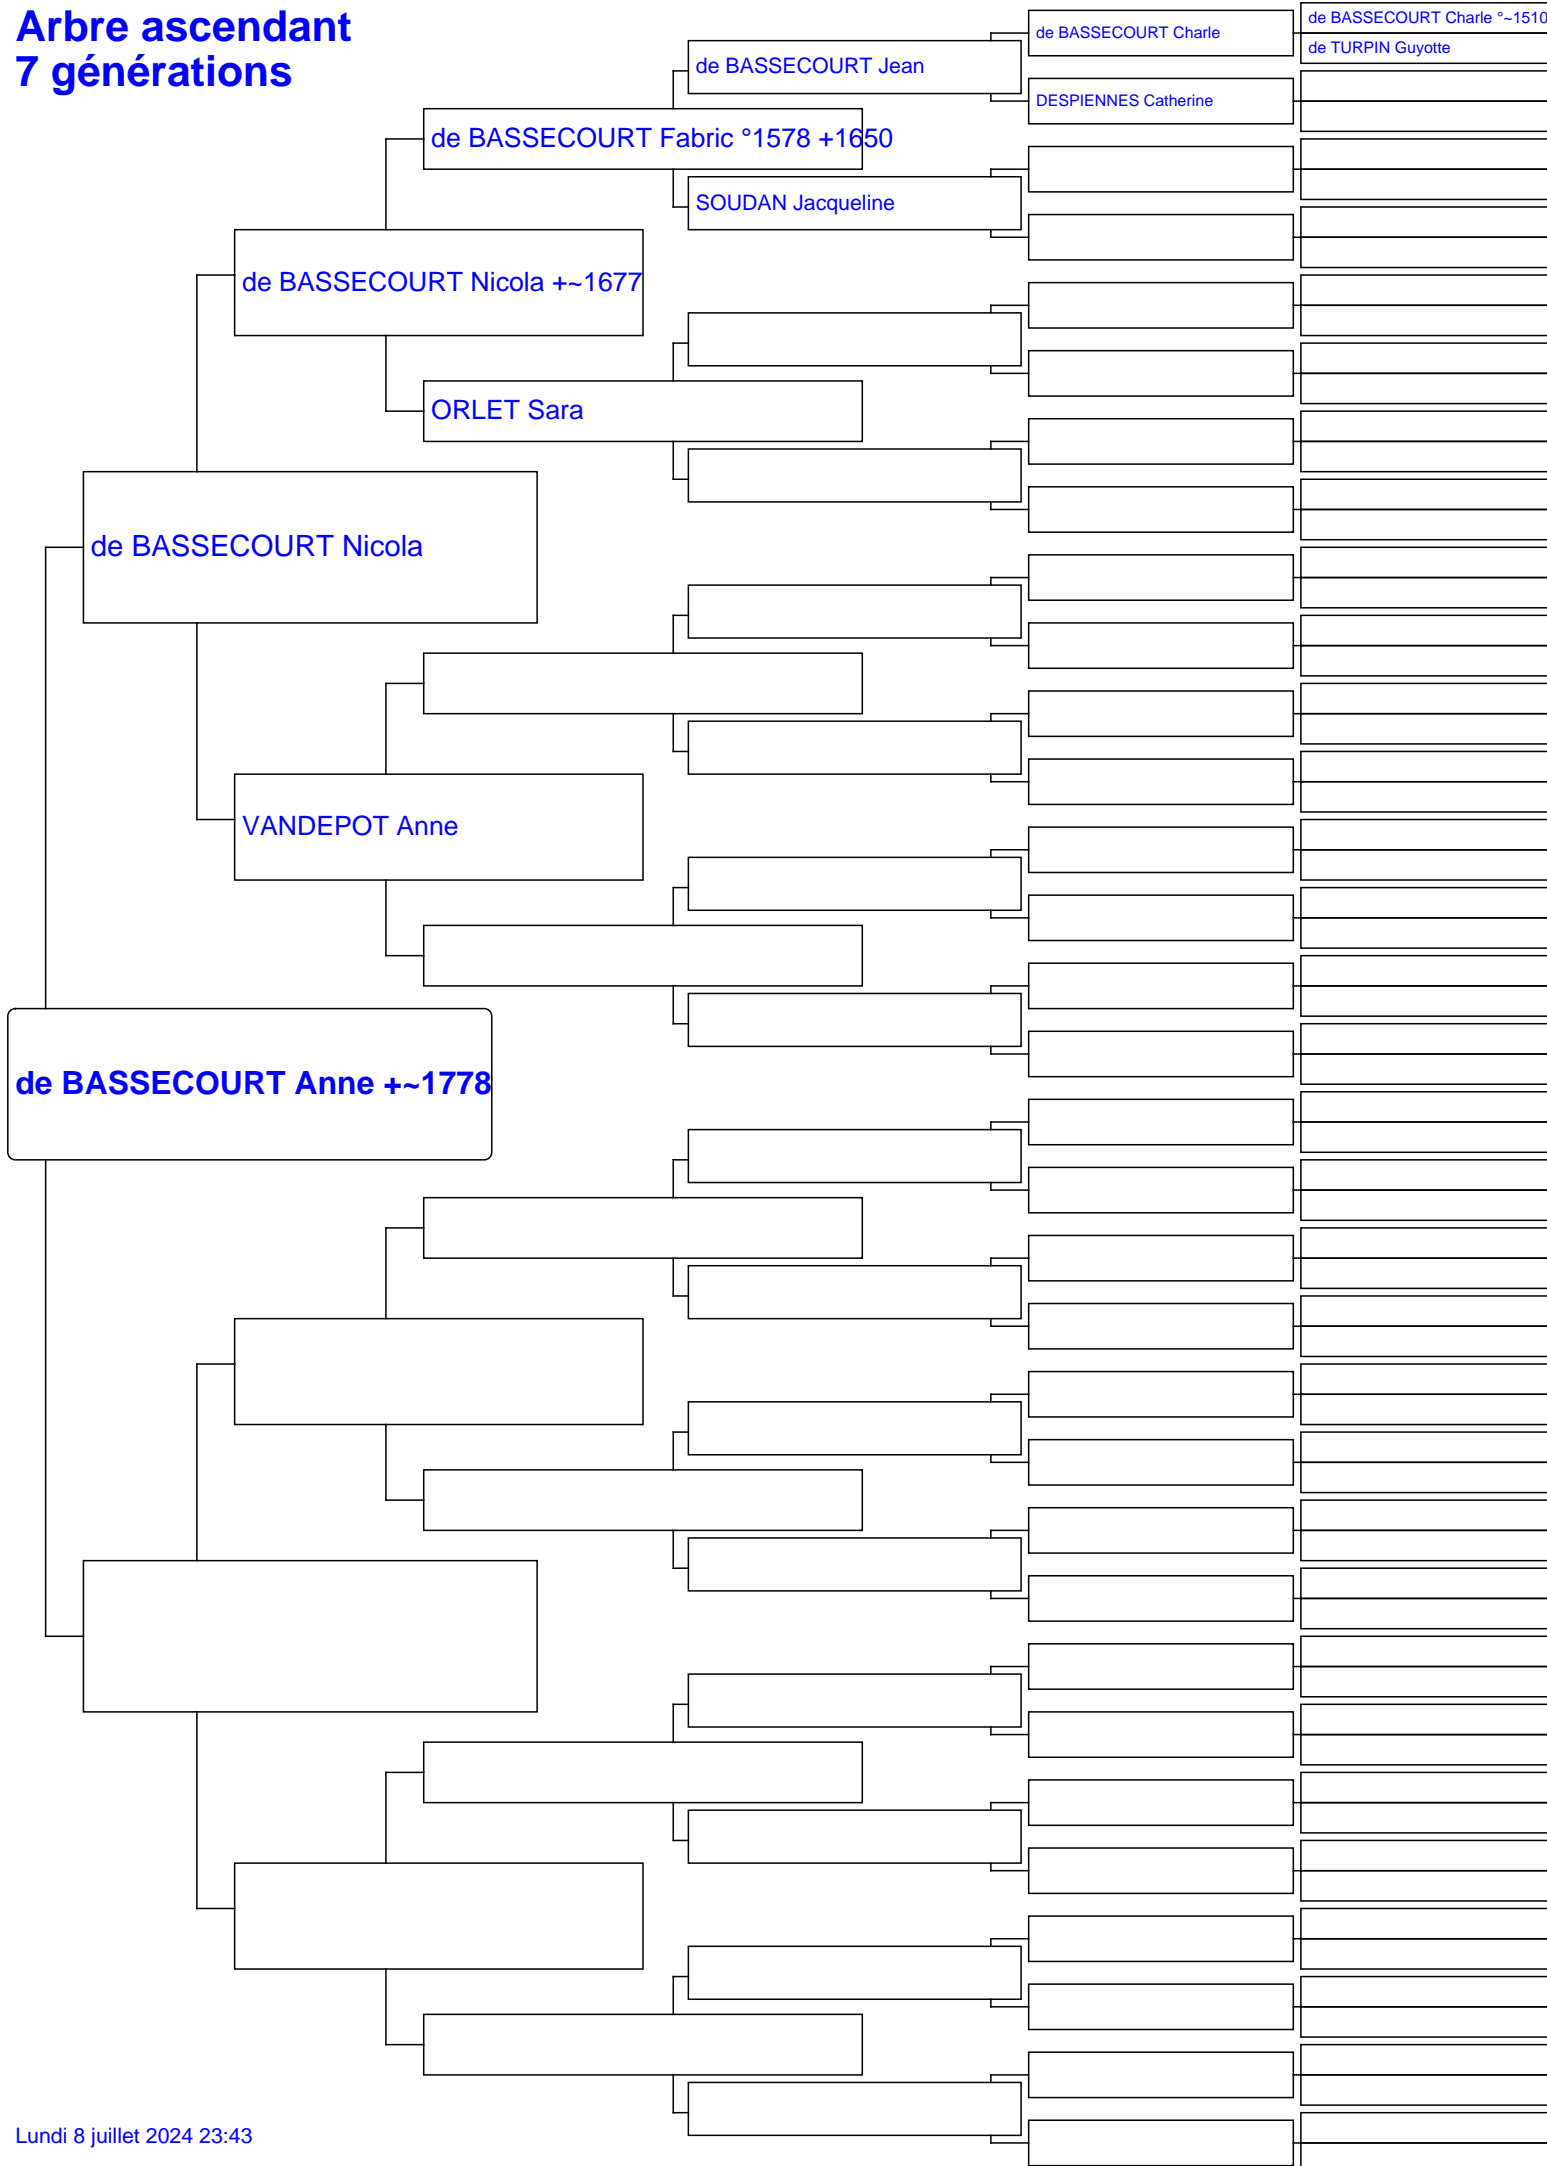 Arbre ascendant
7 générations
de BASSECOURT Charle °~1510
de TURPIN Guyotte
de BASSECOURT Charle
de BASSECOURT Jean
DESPIENNES Catherine
de BASSECOURT Fabric °1578 +1650
SOUDAN Jacqueline
de BASSECOURT Nicola +~1677
ORLET Sara
de BASSECOURT Nicola
VANDEPOT Anne
de BASSECOURT Anne +~1778
Lundi 8 juillet 2024 23:43